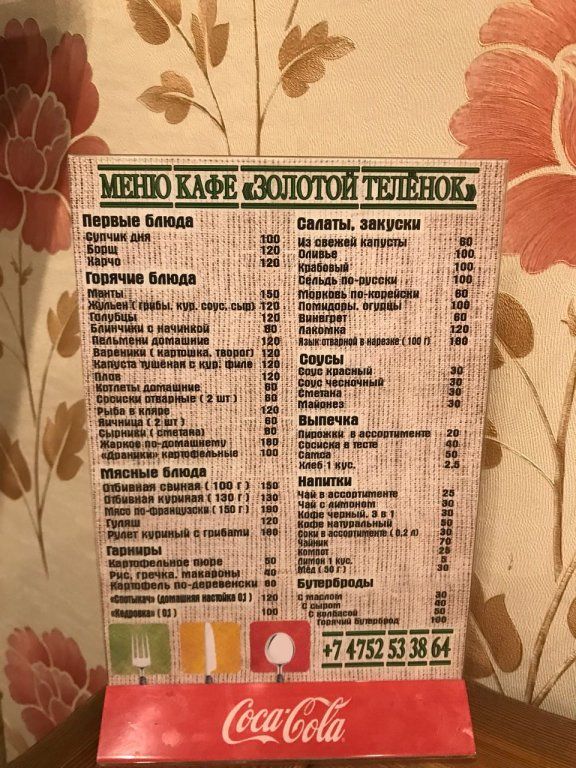 МЕНЮ КАФЕ «ЗОЛОТОЙ ТЕЛЁНОК»
Первые блюда
Супчик дня 100
Борщ 120
Харчо 120
Горячие блюда
Манты 150
Жульен ( грибы, кур. соус, сыр) 120
Голубцы 120
Блинчики с начинкой 80
Пельмени домашние 120
Вареники ( картошка, творог) 120
Капуста тушёная с кур. филе 120
Плов 120
Котлеты домашние 60
Сосиски отварные ( 2 шт ) 60
Рыба в кляре 120
Яичница ( 2 шт ) 60
Сырники ( сметана) 80
Жаркое по-домашнему 180
«Драники» картофельные 100
Мясные блюда
Отбивная свиная ( 100 г ) 150
Отбивная куриная ( 130 г ) 130
Мясо по-французски ( 150 г ) 180
Гуляш 120
Рулет куриный с грибами 180
Гарниры
Картофельное пюре 50
Рис, гречка, макароны 40
Картофель по-деревенски 60
(домашняя настойка 0,1 ) 120
«Кедровка» ( 0,1 ) 100
Салаты, закуски
Из свежей капусты 60
Оливье 100
Крабовый 100
Сельдь по-русски 100
Морковь по-корейски 60
Помидоры, огурцы 100
Винегрет 60
Лакомка 120
Язык отварной в нарезке ( 100 г) 180
Соусы
Соус красный 30
Соус чесночный 30
Сметана 30
Майонез 30
Выпечка
Пирожки в ассортименте 20
Сосиска в тесте 40
Самса 50
Хлеб 1 кус. 2.5
Напитки
Чай в ассортименте 25
Чай с лимоном 30
Кофе черный, 3 в 1 30
Кофе натуральный 50
Соки в ассортименте ( 0,2 л) 30
Чайник 70
Компот 25
Лимон 1 кус. 5
Мёд ( 50 г ) 30
Бутерброды
С маслом 30
С сыром 40
С колбасой 50
Горячий бутерброд 100
+7 4752 53 38 64
Coca-Cola